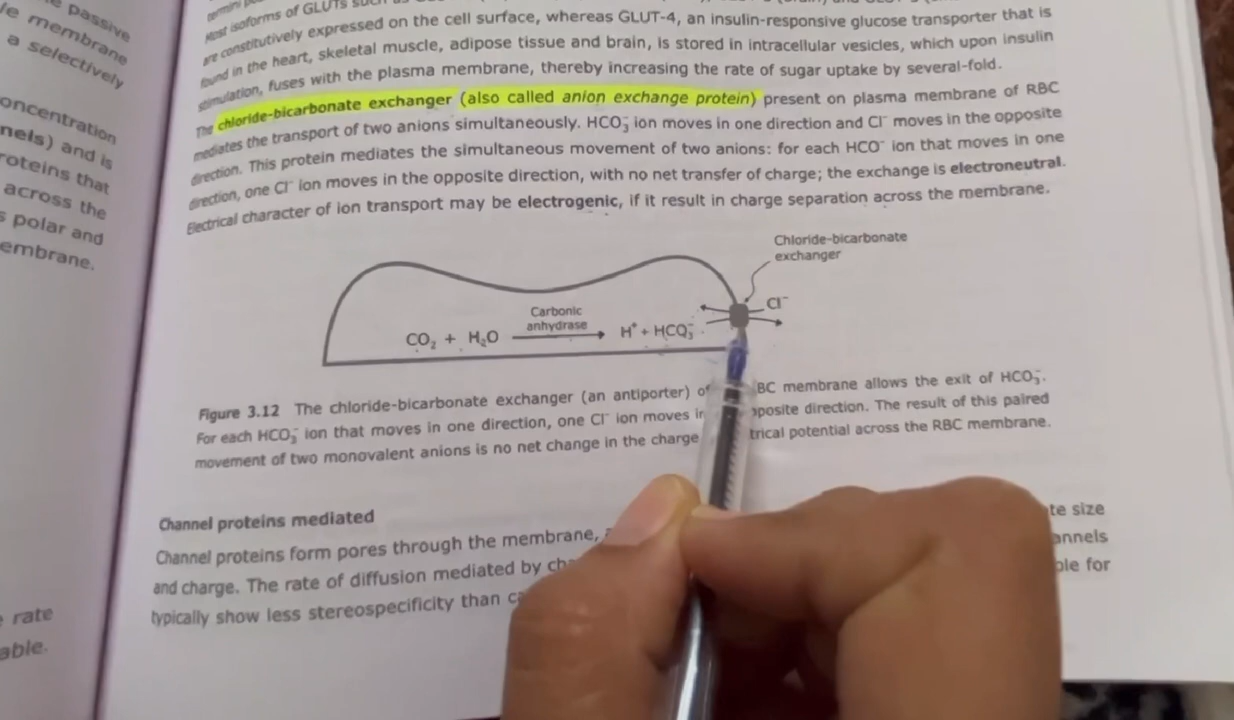 passive
le membrane
a selectively
oncentration
nels) and is
roteins that
across the
s polar and
embrane.
rate
able.
isoforms of GLUTs
are constitutively expressed on the cell surface, whereas GLUT-4, an insulin-responsive glucose transporter that is
found in the heart, skeletal muscle, adipose tissue and brain, is stored in intracellular vesicles, which upon insulin
stimulation, fuses with the plasma membrane, thereby increasing the rate of sugar uptake by several-fold.
The chloride-bicarbonate exchanger (also called anion exchange protein) present on plasma membrane of RBC
mediates the transport of two anions simultaneously. HCO₃⁻ ion moves in one direction and Cl⁻ moves in the opposite
direction. This protein mediates the simultaneous movement of two anions: for each HCO⁻ ion that moves in one
direction, one Cl⁻ ion moves in the opposite direction, with no net transfer of charge; the exchange is electroneutral.
Electrical character of ion transport may be electrogenic, if it result in charge separation across the membrane.
Chloride-bicarbonate
exchanger
Cl⁻
Carbonic
anhydrase
CO₂ + H₂O H⁺ + HCO₃⁻
Figure 3.12 The chloride-bicarbonate exchanger (an antiporter) of BC membrane allows the exit of HCO₃⁻.
For each HCO₃⁻ ion that moves in one direction, one Cl⁻ ion moves in pposite direction. The result of this paired
movement of two monovalent anions is no net change in the charge trical potential across the RBC membrane.
Channel proteins mediated
Channel proteins form pores through the membrane, te size
and charge. The rate of diffusion mediated by ch annels
typically show less stereospecificity than ca ble for